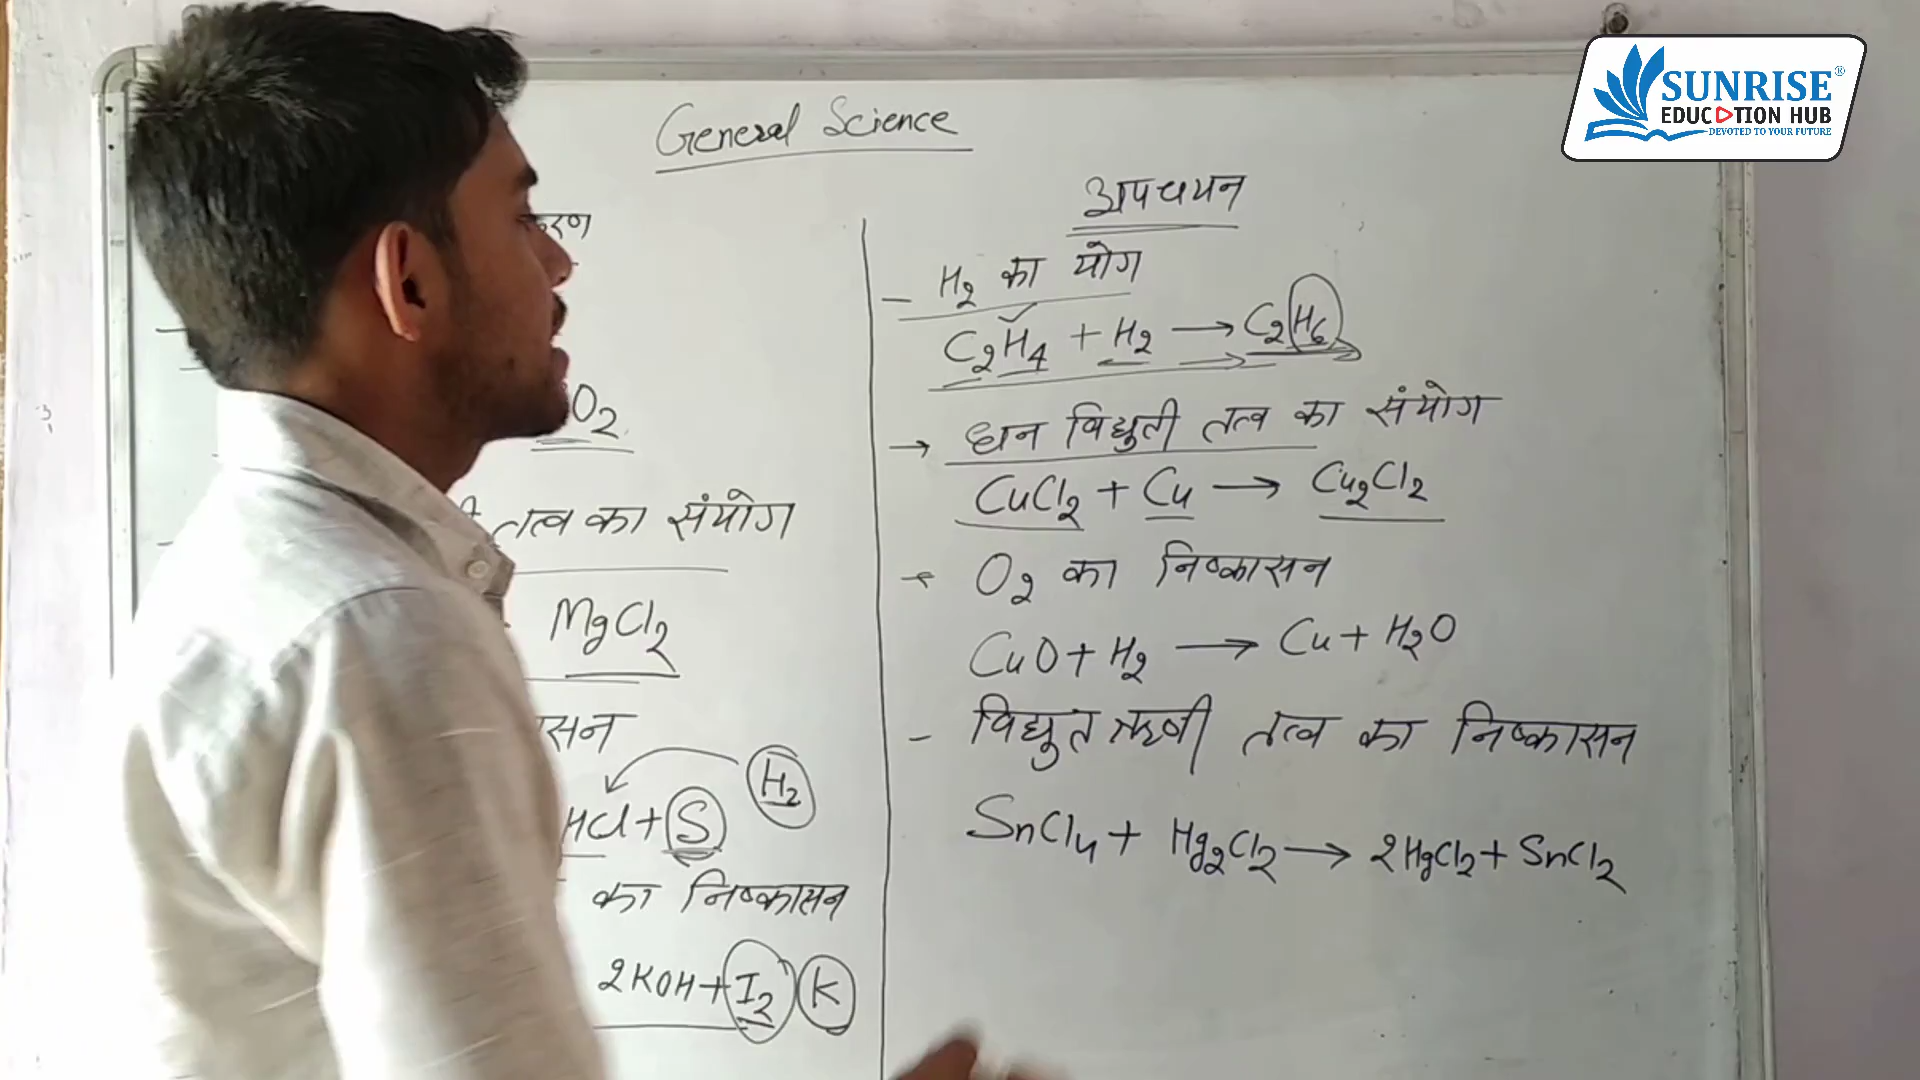 SUNRISE®
EDUCATION HUB
DEVOTED TO YOUR FUTURE
General Science
O2
तत्व का संयोग
MgCl2
H2
HCl + S
का निष्कासन
2KOH + I2 K
अपचयन
- H2 का योग
C2H4 + H2 → C2H6
→ धन विद्युती तत्व का संयोग
CuCl2 + Cu → Cu2Cl2
O2 का निष्कासन
CuO + H2 → Cu + H2O
- विद्युत ऋणी तत्व का निष्कासन
SnCl4 + Hg2Cl2 → 2HgCl2 + SnCl2